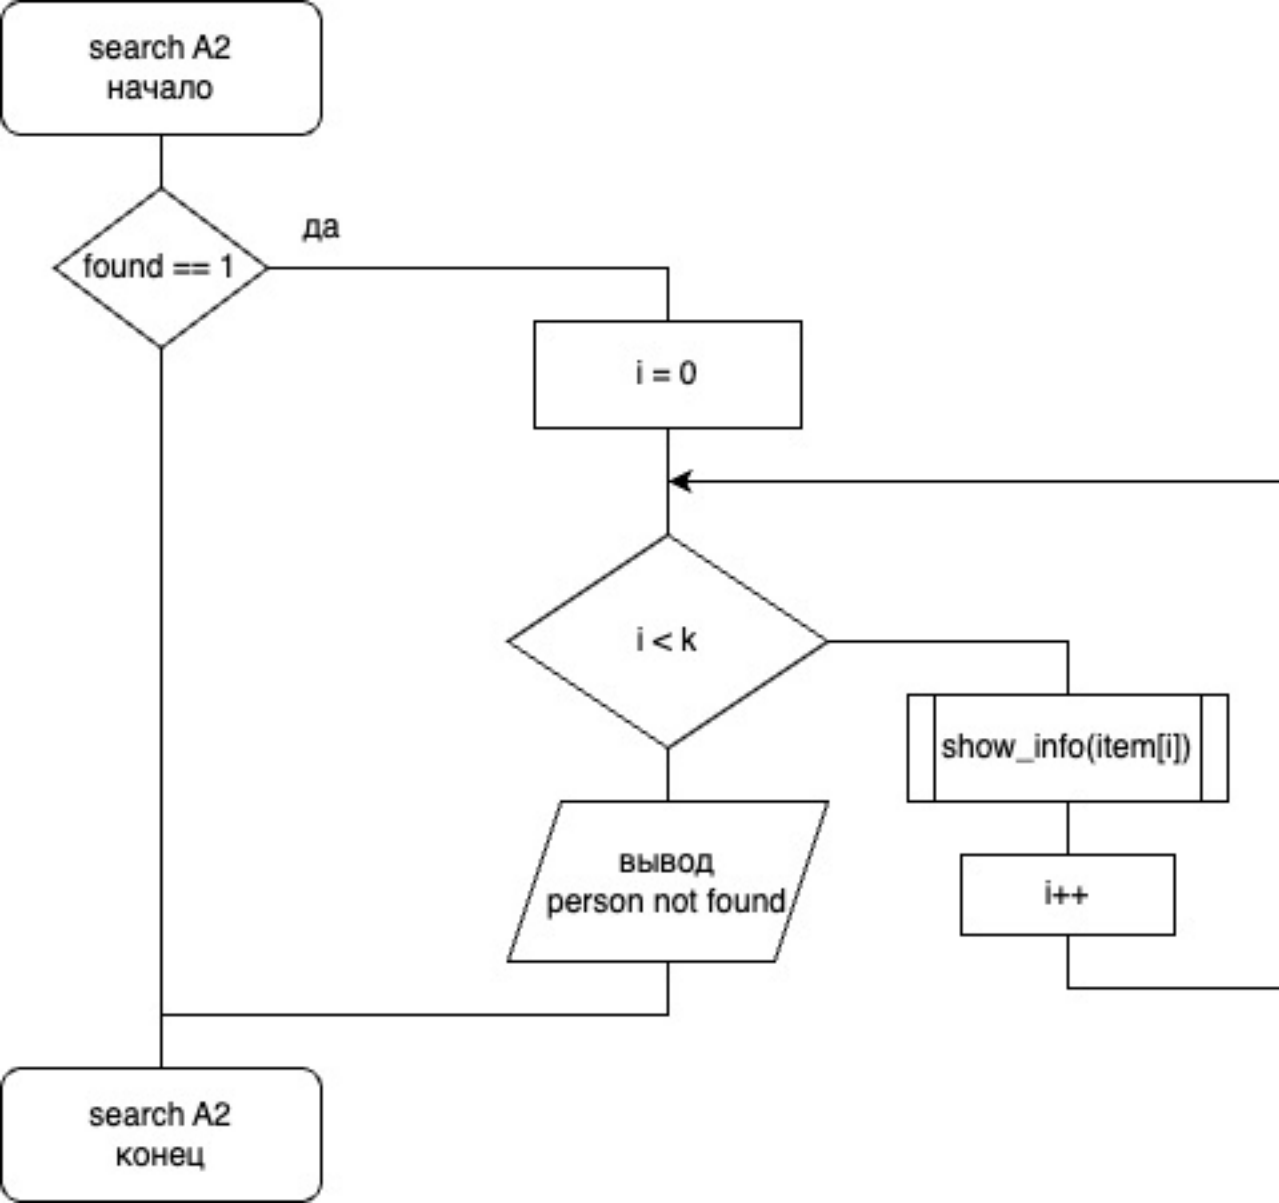 search A2
начало
да
found == 1
i = 0
i < k
show_info(item[i])
вывод
person not found
i++
search A2
конец